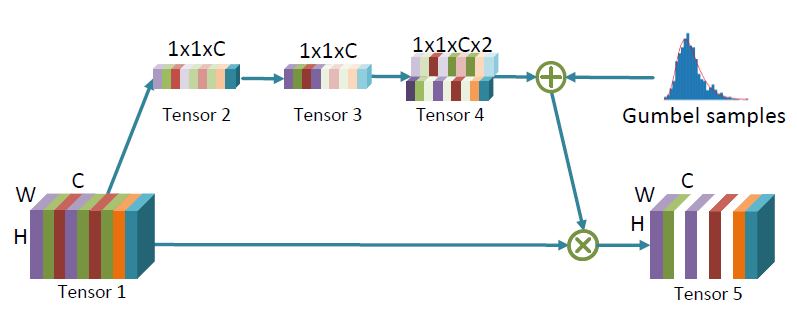 1x1xC
1x1xC
1x1xCx2
Tensor 2
Tensor 3
Tensor 4
Gumbel samples
W
C
H
Tensor 1
W
C
H
Tensor 5